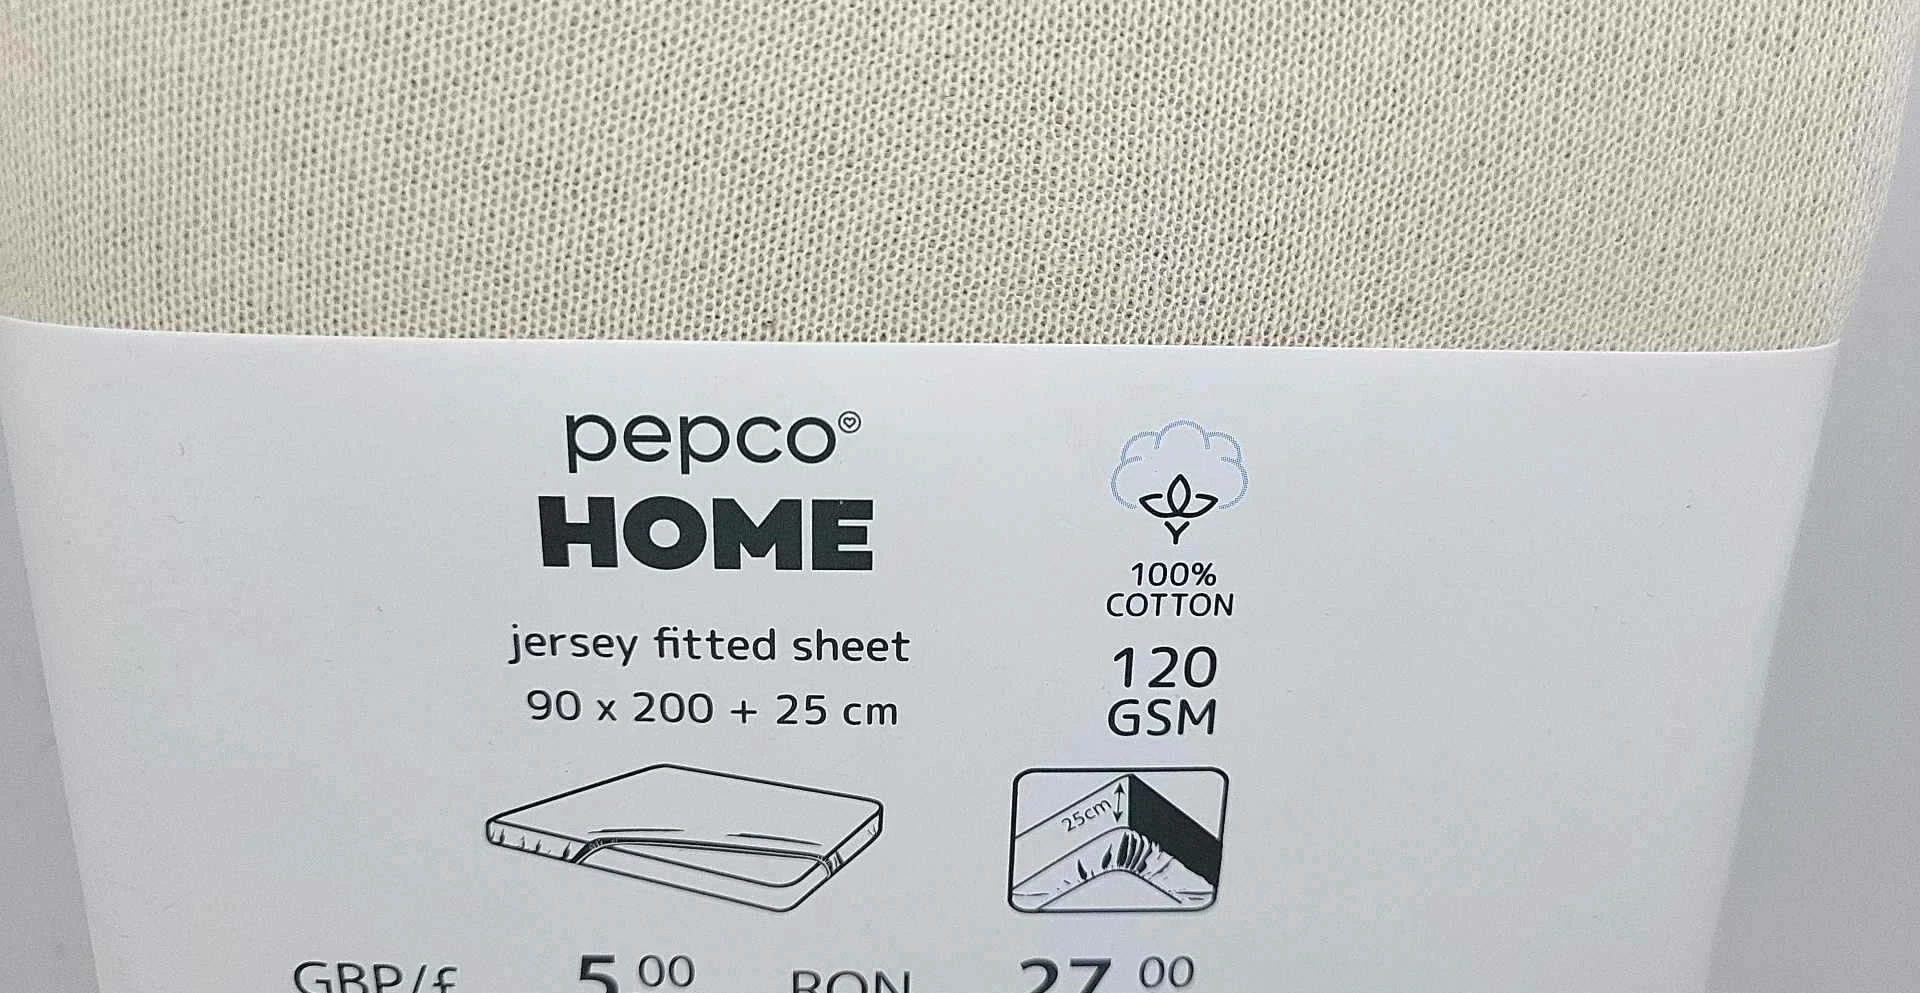 pepco
HOME
jersey fitted sheet
90 x 200 + 25 cm
100%
COTTON
120
GSM
25cm
GBP/£ 5 00 RON 27 00